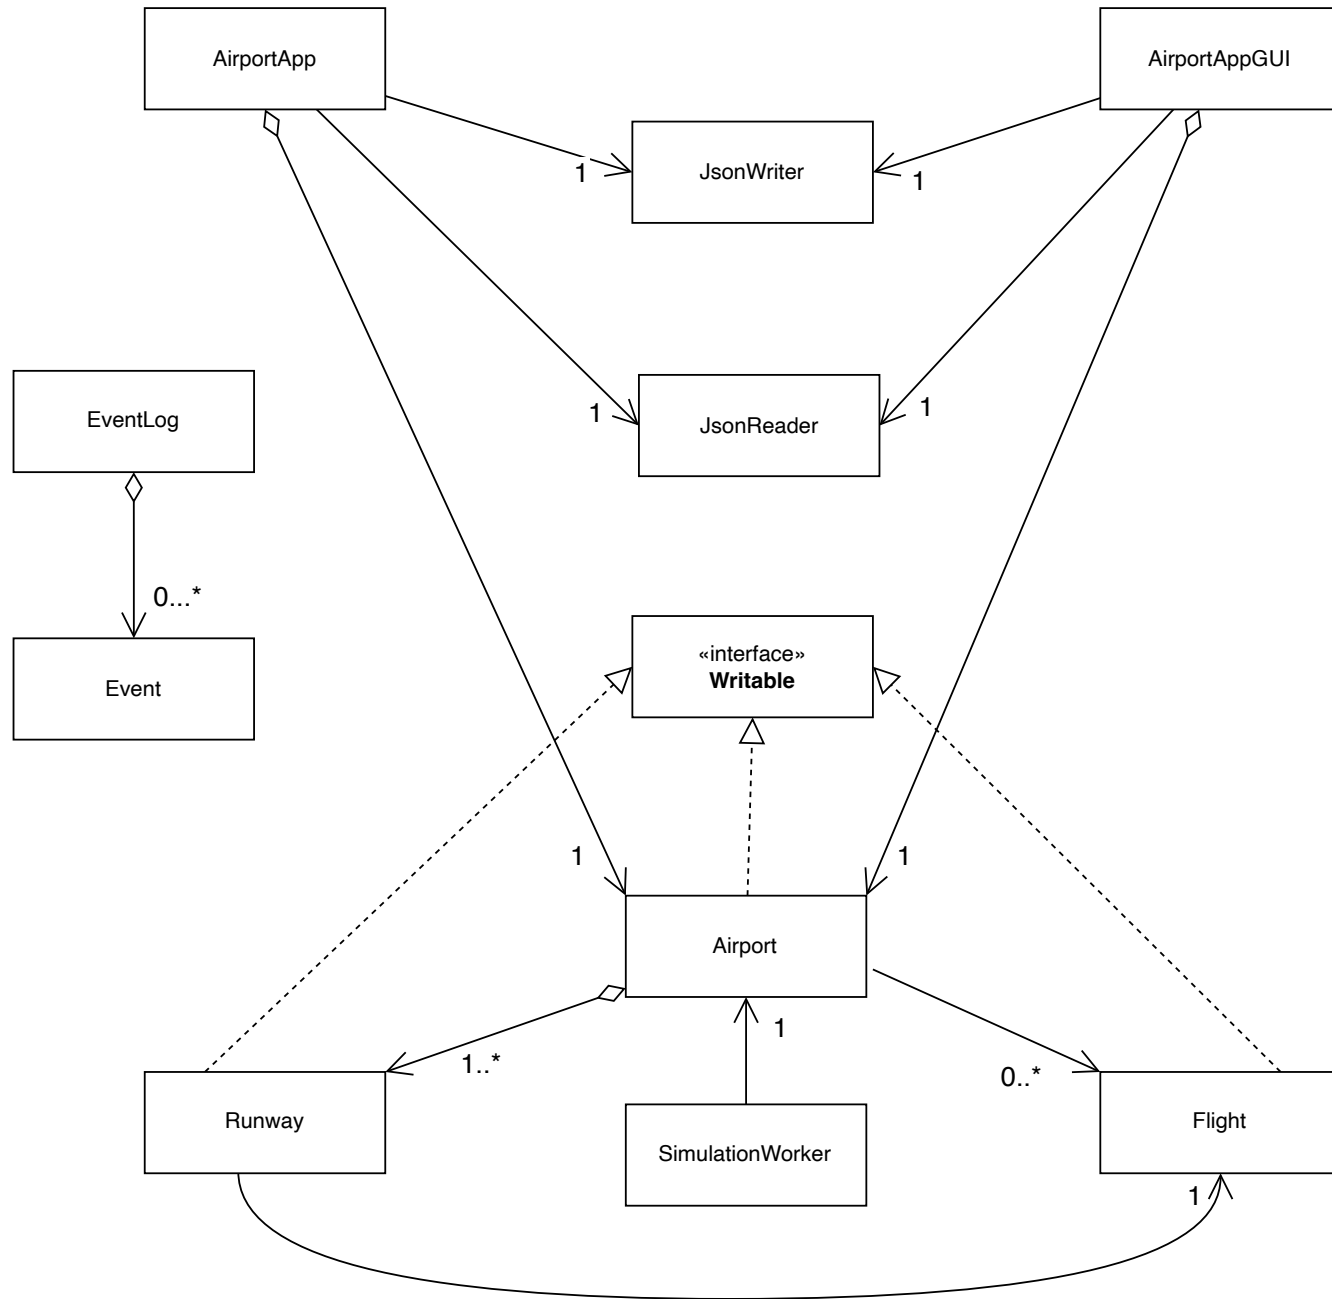 AirportApp
AirportAppGUI
JsonWriter
1
1
EventLog
JsonReader
1
1
0...*
Event
«interface»
Writable
1
1
Airport
1
1..*
0..*
Runway
SimulationWorker
Flight
1